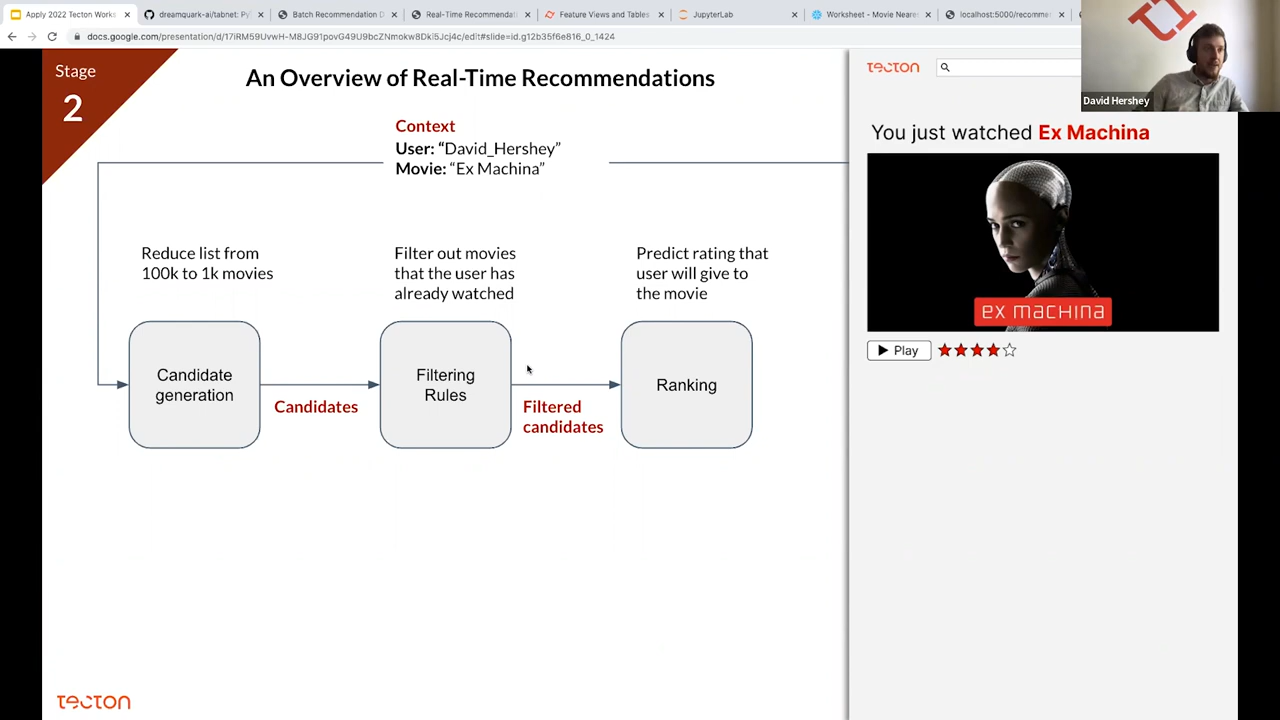 Apply 2022 Tecton Works
dreamquark-ai/tabnet: PyTo
Batch Recommendation D
Real-Time Recommendati
Feature Views and Tables
JupyterLab
Worksheet - Movie Neare
localhost:5000/recomme
docs.google.com/presentation/d/17iRM59UvwH-M8JG91povG49U9bcZNmokw8Dkl5Jcj4c/edit#slide=id.g12b35f6e816_0_1424
Stage
2
An Overview of Real-Time Recommendations
Context
User: “David_Hershey”
Movie: “Ex Machina”
Reduce list from
100k to 1k movies
Filter out movies
that the user has
already watched
Predict rating that
user will give to
the movie
Candidate
generation
Candidates
Filtering
Rules
Filtered
candidates
Ranking
tecton
tecton
David Hershey
You just watched Ex Machina
ex machina
Play